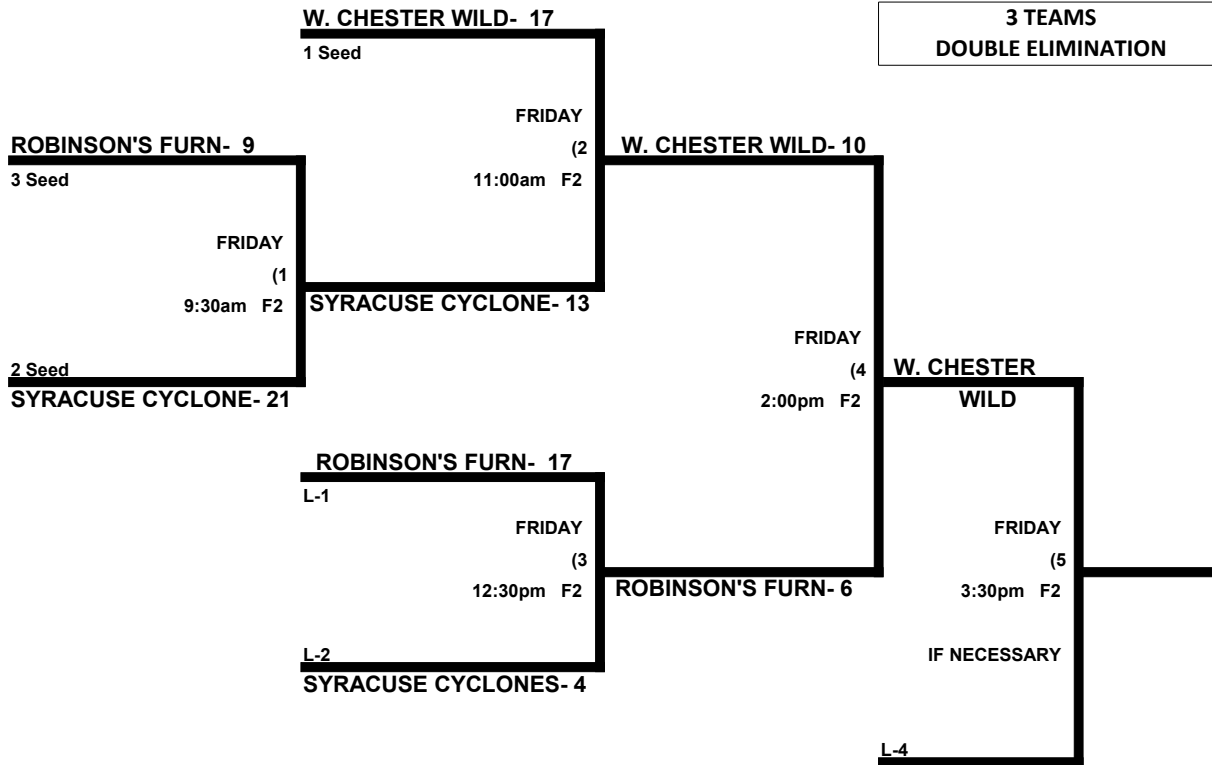 W. CHESTER WILD- 17
1 Seed
3 TEAMS
DOUBLE ELIMINATION
FRIDAY
(2
11:00am F2
ROBINSON'S FURN- 9
3 Seed
W. CHESTER WILD- 10
FRIDAY
(1
9:30am F2
SYRACUSE CYCLONE- 13
2 Seed
SYRACUSE CYCLONE- 21
FRIDAY
(4
2:00pm F2
W. CHESTER
WILD
ROBINSON'S FURN- 17
L-1
FRIDAY
(3
12:30pm F2
ROBINSON'S FURN- 6
L-2
SYRACUSE CYCLONES- 4
FRIDAY
(5
3:30pm F2
IF NECESSARY
L-4